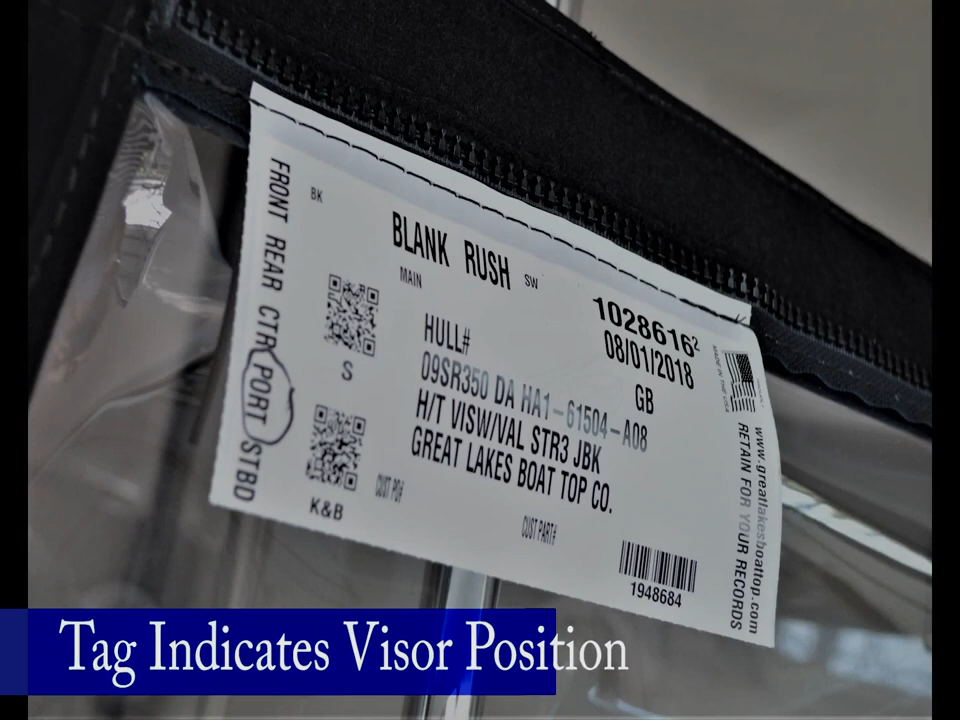 FRONT REAR CTR PORT STBD
BK
BLANK RUSH SW
MAIN
10286162
08/01/2018
GB
HULL#
09SR350 DA HA1-61504-A08
H/T VISW/VAL STR3 JBK
GREAT LAKES BOAT TOP CO.
S
K&B
CUST PO#
CUST PART#
1948684
MADE IN THE USA
www.greatlakesboattop.com
RETAIN FOR YOUR RECORDS
Tag Indicates Visor Position